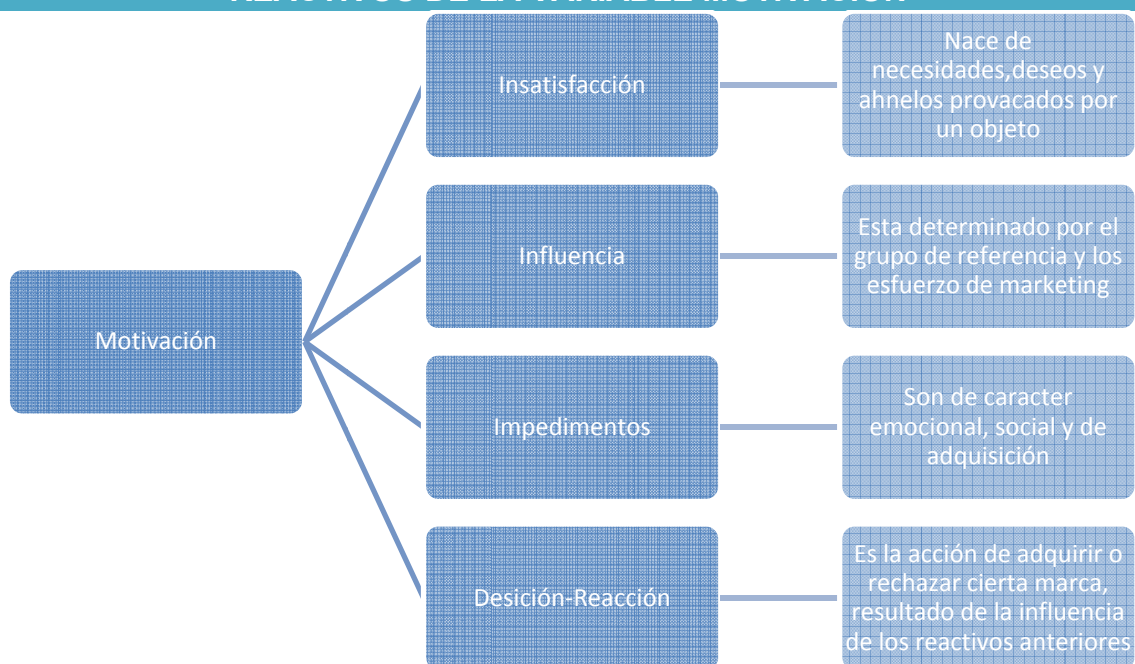 Motivación
Insatisfacción
Nace de
necesidades,deseos y
ahnelos provacados por
un objeto
Influencia
Esta determinado por el
grupo de referencia y los
esfuerzo de marketing
Impedimentos
Son de caracter
emocional, social y de
adquisición
Desición-Reacción
Es la acción de adquirir o
rechazar cierta marca,
resultado de la influencia
de los reactivos anteriores